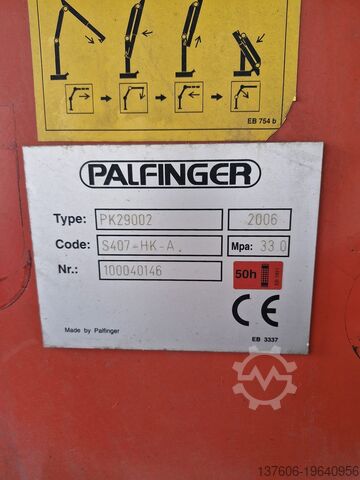 EB 754 b
PALFINGER
Type: PK29002 2006
Code: S407-HK-A. Mpa: 33.0
Nr.: 100040146 50h
Made by Palfinger
CE
EB 3337
137606-19640956